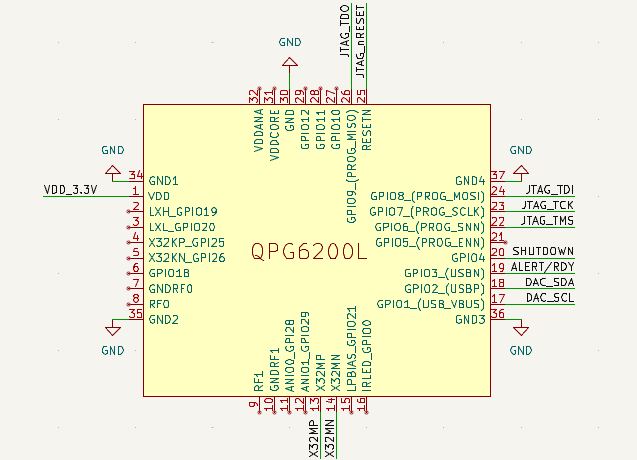 JTAG_TDO
JTAG_nRESET
GND
32
31
30
29
28
27
26
25
VDDANA
VDDCORE
GND
GPIO12
GPIO11
GPIO10
GPIO9_(PROG_MISO)
RESETN
GND
34
GND1
VDD_3.3V
1
VDD
2
LXH_GPIO19
3
LXL_GPIO20
4
X32KP_GPI25
5
X32KN_GPI26
6
GPIO1B
7
GNDRF0
8
RF0
35
GND2
GND
QPG6200L
GND
GND4
37
GPIO8_(PROG_MOSI)
24
JTAG_TDI
GPIO7_(PROG_SCLK)
23
JTAG_TCK
GPIO6_(PROG_SNN)
22
JTAG_TMS
GPIO5_(PROG_ENN)
21
GPIO4
20
SHUTDOWN
GPIO3_(USBN)
19
ALERT/RDY
GPIO2_(USBP)
18
DAC_SDA
GPIO1_(USB_VBUS)
17
DAC_SCL
GND3
36
GND
RF1
GNDRF1
ANIO0_GPI28
ANIO1_GPIO29
X32MP
X32MN
LPBIAS_GPIO21
IRLED_GPIO0
9
10
11
12
13
14
15
16
X32MP
X32MN